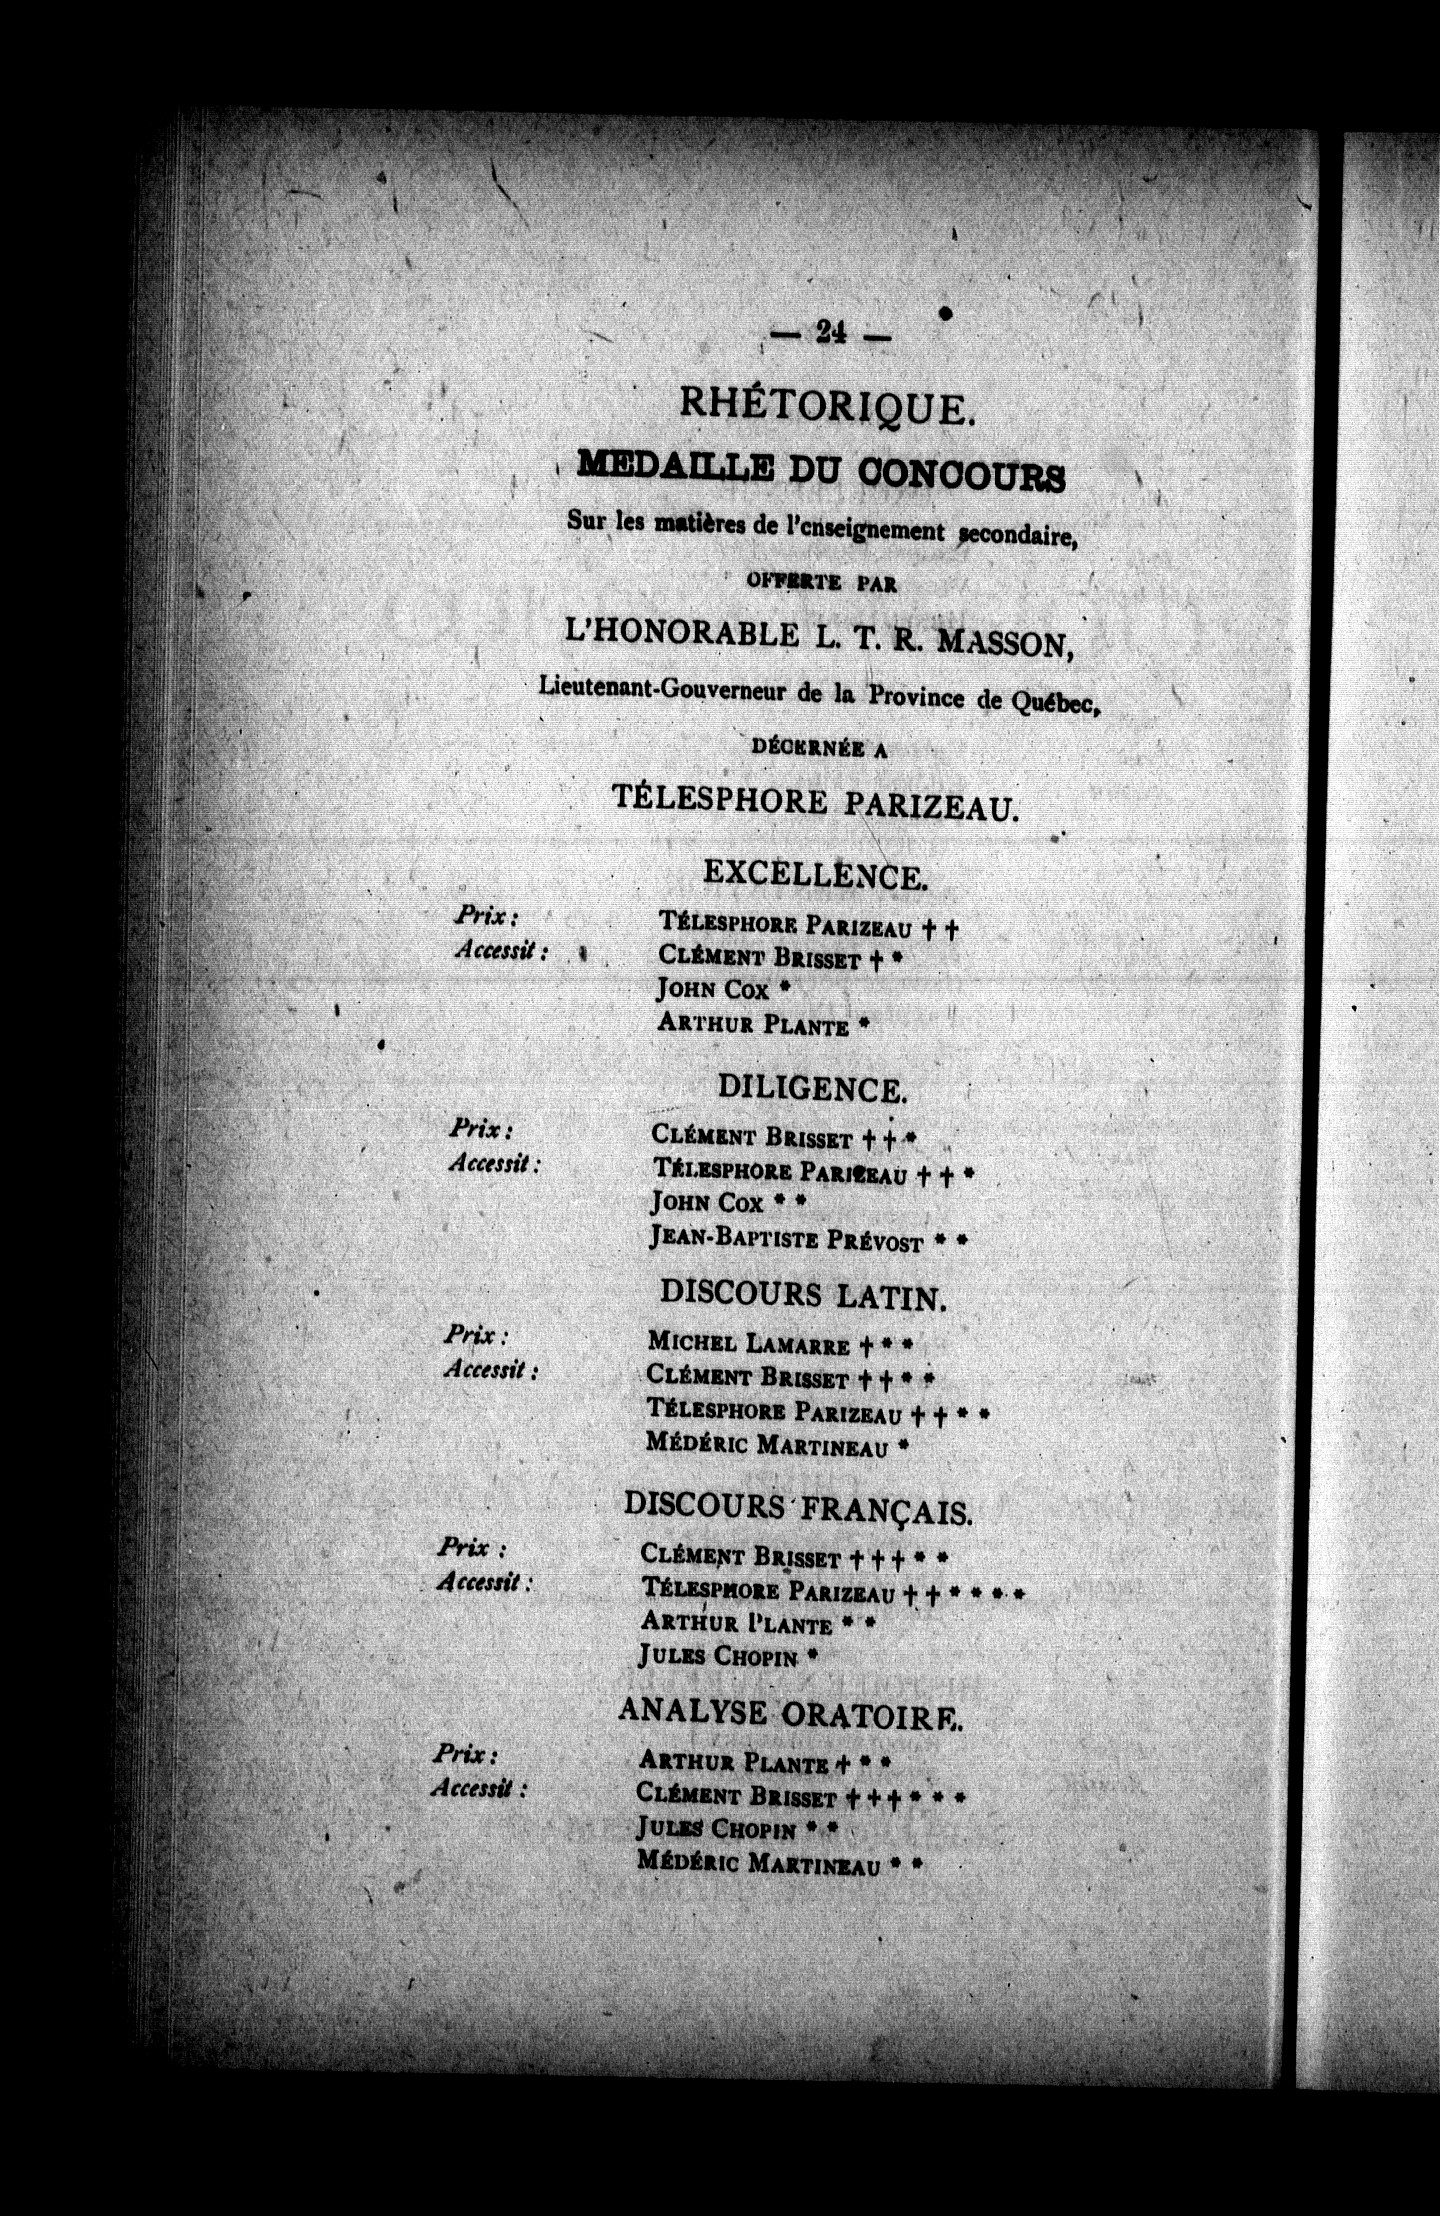 — 24 —
RHÉTORIQUE.
MEDAILLE DU CONCOURS
Sur les matières de l'enseignement secondaire,
OFFERTE PAR
L'HONORABLE L. T. R. MASSON,
Lieutenant-Gouverneur de la Province de Québec,
DÉCERNÉE A
TÉLESPHORE PARIZEAU.
EXCELLENCE.
Prix : TÉLESPHORE PARIZEAU † †
Accessit : CLÉMENT BRISSET † *
JOHN COX *
ARTHUR PLANTE *
DILIGENCE.
Prix : CLÉMENT BRISSET † † *
Accessit : TÉLESPHORE PARIZEAU † † *
JOHN COX * *
JEAN-BAPTISTE PRÉVOST * *
DISCOURS LATIN.
Prix : MICHEL LAMARRE † * *
Accessit : CLÉMENT BRISSET † † * *
TÉLESPHORE PARIZEAU † † * *
MÉDÉRIC MARTINEAU *
DISCOURS FRANÇAIS.
Prix : CLÉMENT BRISSET † † † * *
Accessit : TÉLESPHORE PARIZEAU † † * * * *
ARTHUR PLANTE * *
JULES CHOPIN *
ANALYSE ORATOIRE.
Prix : ARTHUR PLANTE † * *
Accessit : CLÉMENT BRISSET † † † * * *
JULES CHOPIN * *
MÉDÉRIC MARTINEAU * *